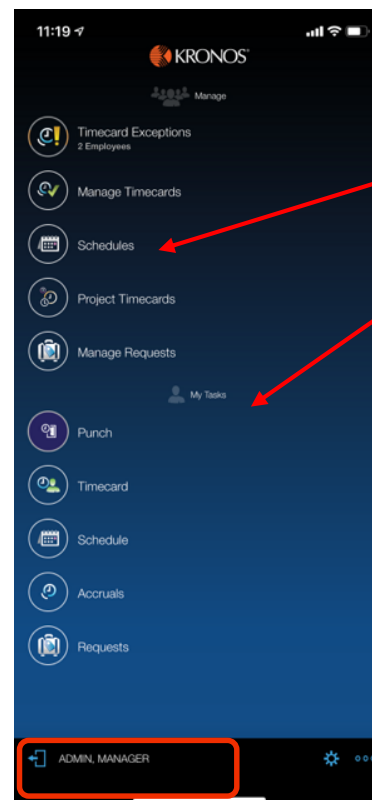 11:19
KRONOS
Manage
Timecard Exceptions
2 Employees
Manage Timecards
Schedules
Project Timecards
Manage Requests
My Tasks
Punch
Timecard
Schedule
Accruals
Requests
ADMIN, MANAGER